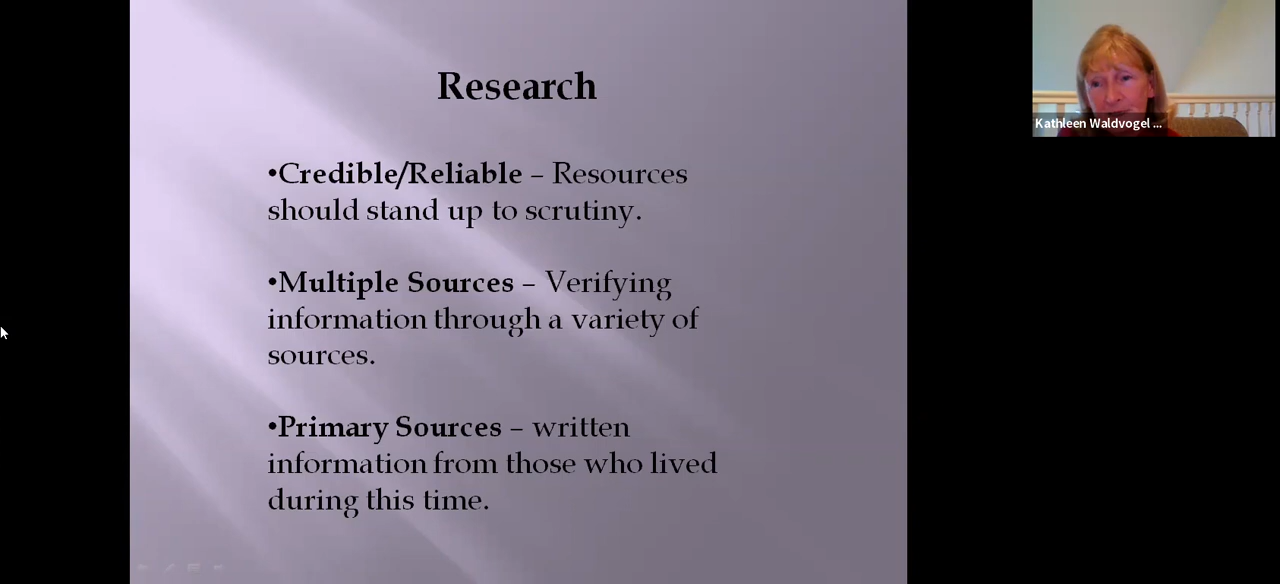 Research
•Credible/Reliable – Resources
should stand up to scrutiny.
•Multiple Sources – Verifying
information through a variety of
sources.
•Primary Sources – written
information from those who lived
during this time.
Kathleen Waldvogel ...